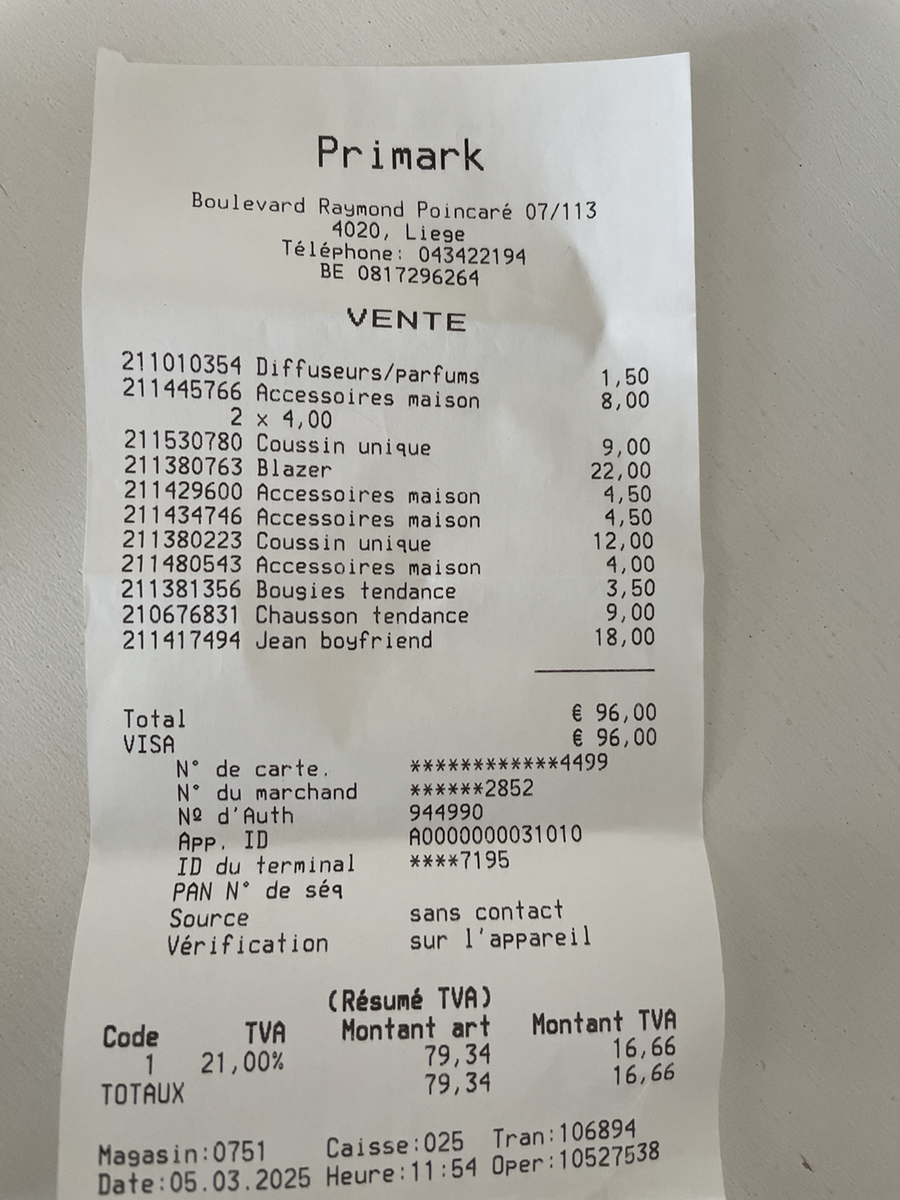 Primark
Boulevard Raymond Poincaré 07/113
4020, Liege
Téléphone: 043422194
BE 0817296264
VENTE
211010354 Diffuseurs/parfums 1,50
211445766 Accessoires maison 8,00
2 x 4,00
211530780 Coussin unique 9,00
211380763 Blazer 22,00
211429600 Accessoires maison 4,50
211434746 Accessoires maison 4,50
211380223 Coussin unique 12,00
211480543 Accessoires maison 4,00
211381356 Bougies tendance 3,50
210676831 Chausson tendance 9,00
211417494 Jean boyfriend 18,00
Total € 96,00
VISA € 96,00
N° de carte. ************4499
N° du marchand ******2852
Nº d'Auth 944990
App. ID A0000000031010
ID du terminal ****7195
PAN N° de séq
Source sans contact
Vérification sur l'appareil
(Résumé TVA)
Code TVA Montant art Montant TVA
1 21,00% 79,34 16,66
TOTAUX 79,34 16,66
Magasin:0751 Caisse:025 Tran:106894
Date:05.03.2025 Heure:11:54 Oper:10527538